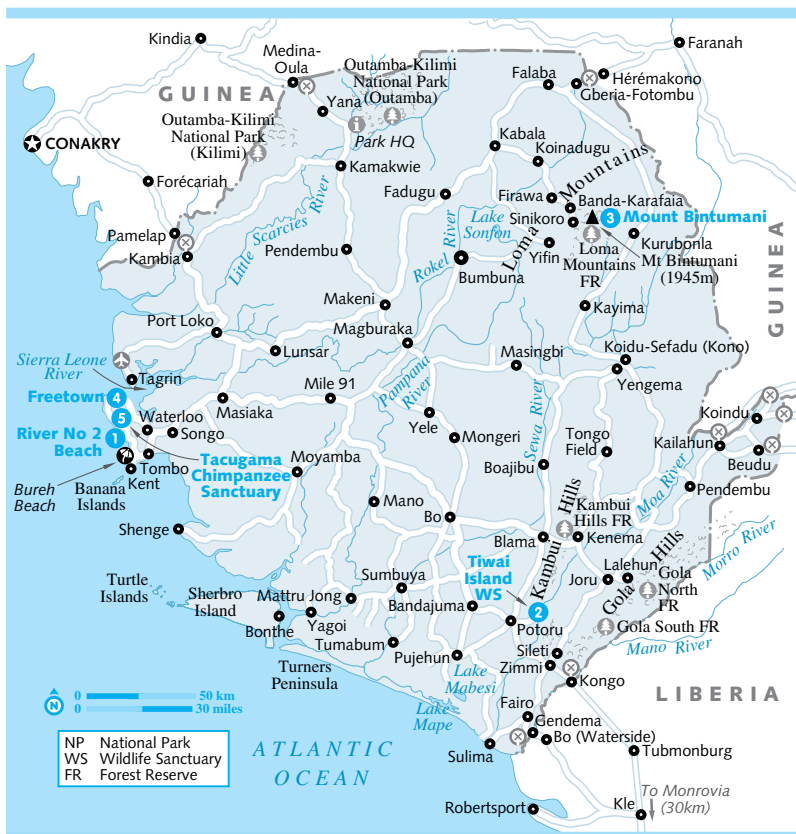 Kindia
Faranah
Medina-
Oula
Outamba-Kilimi
National Park
(Outamba)
Falaba
Hérémakono
Gberia-Fotombu
GUINEA
Yana
Park HQ
Outamba-Kilimi
National Park
(Kilimi)
CONAKRY
Kabala
Koinadugu
Kamakwie
Forécariah
Fadugu
Firawa
Loma Mountains
Banda-Karafaia
Sinikoro
3
Mount Bintumani
Little Scarcies River
Rokel River
Lake
Sonfon
Pamelap
Kambia
Pendembu
Yifin
Loma
Mountains
FR
Kurubonla
Mt Bintumani
(1945m)
Bumbuna
GUINEA
Makeni
Kayima
Port Loko
Magburaka
Lunsar
Masingbi
Koidu-Sefadu (Kono)
Yengema
Sierra Leone
River
Tagrin
Pampana
River
Mile 91
Freetown
4
Masiaka
Koindu
5
Waterloo
Songo
Yele
Mongeri
Sewa River
Tongo
Field
Kailahun
River No 2
Beach
1
Beudu
Tacugama
Chimpanzee
Sanctuary
Moyamba
Boajibu
Moa River
Tombo
Kent
Bureh
Beach
Banana
Islands
Pendembu
Mano
Bo
Kambui
Hills FR
Shenge
Blama
Kenema
Kambui Hills
Morro River
Tiwai
Island
WS
Lalehun
Joru
Gola Hills
Gola
North
FR
Turtle
Islands
Sherbro
Island
Mattru Jong
Sumbuya
Bandajuma
2
Bonthe
Yagoi
Potoru
Gola South FR
Tumabum
Sileti
Mano River
Pujehun
Zimmi
Turners
Peninsula
Lake
Mabesi
Kongo
LIBERIA
0 50 km
0 30 miles
N
Lake
Mape
Fairo
Gendema
Bo (Waterside)
NP National Park
WS Wildlife Sanctuary
FR Forest Reserve
ATLANTIC
OCEAN
Sulima
Tubmonburg
To Monrovia
(30km)
Robertsport
Kle